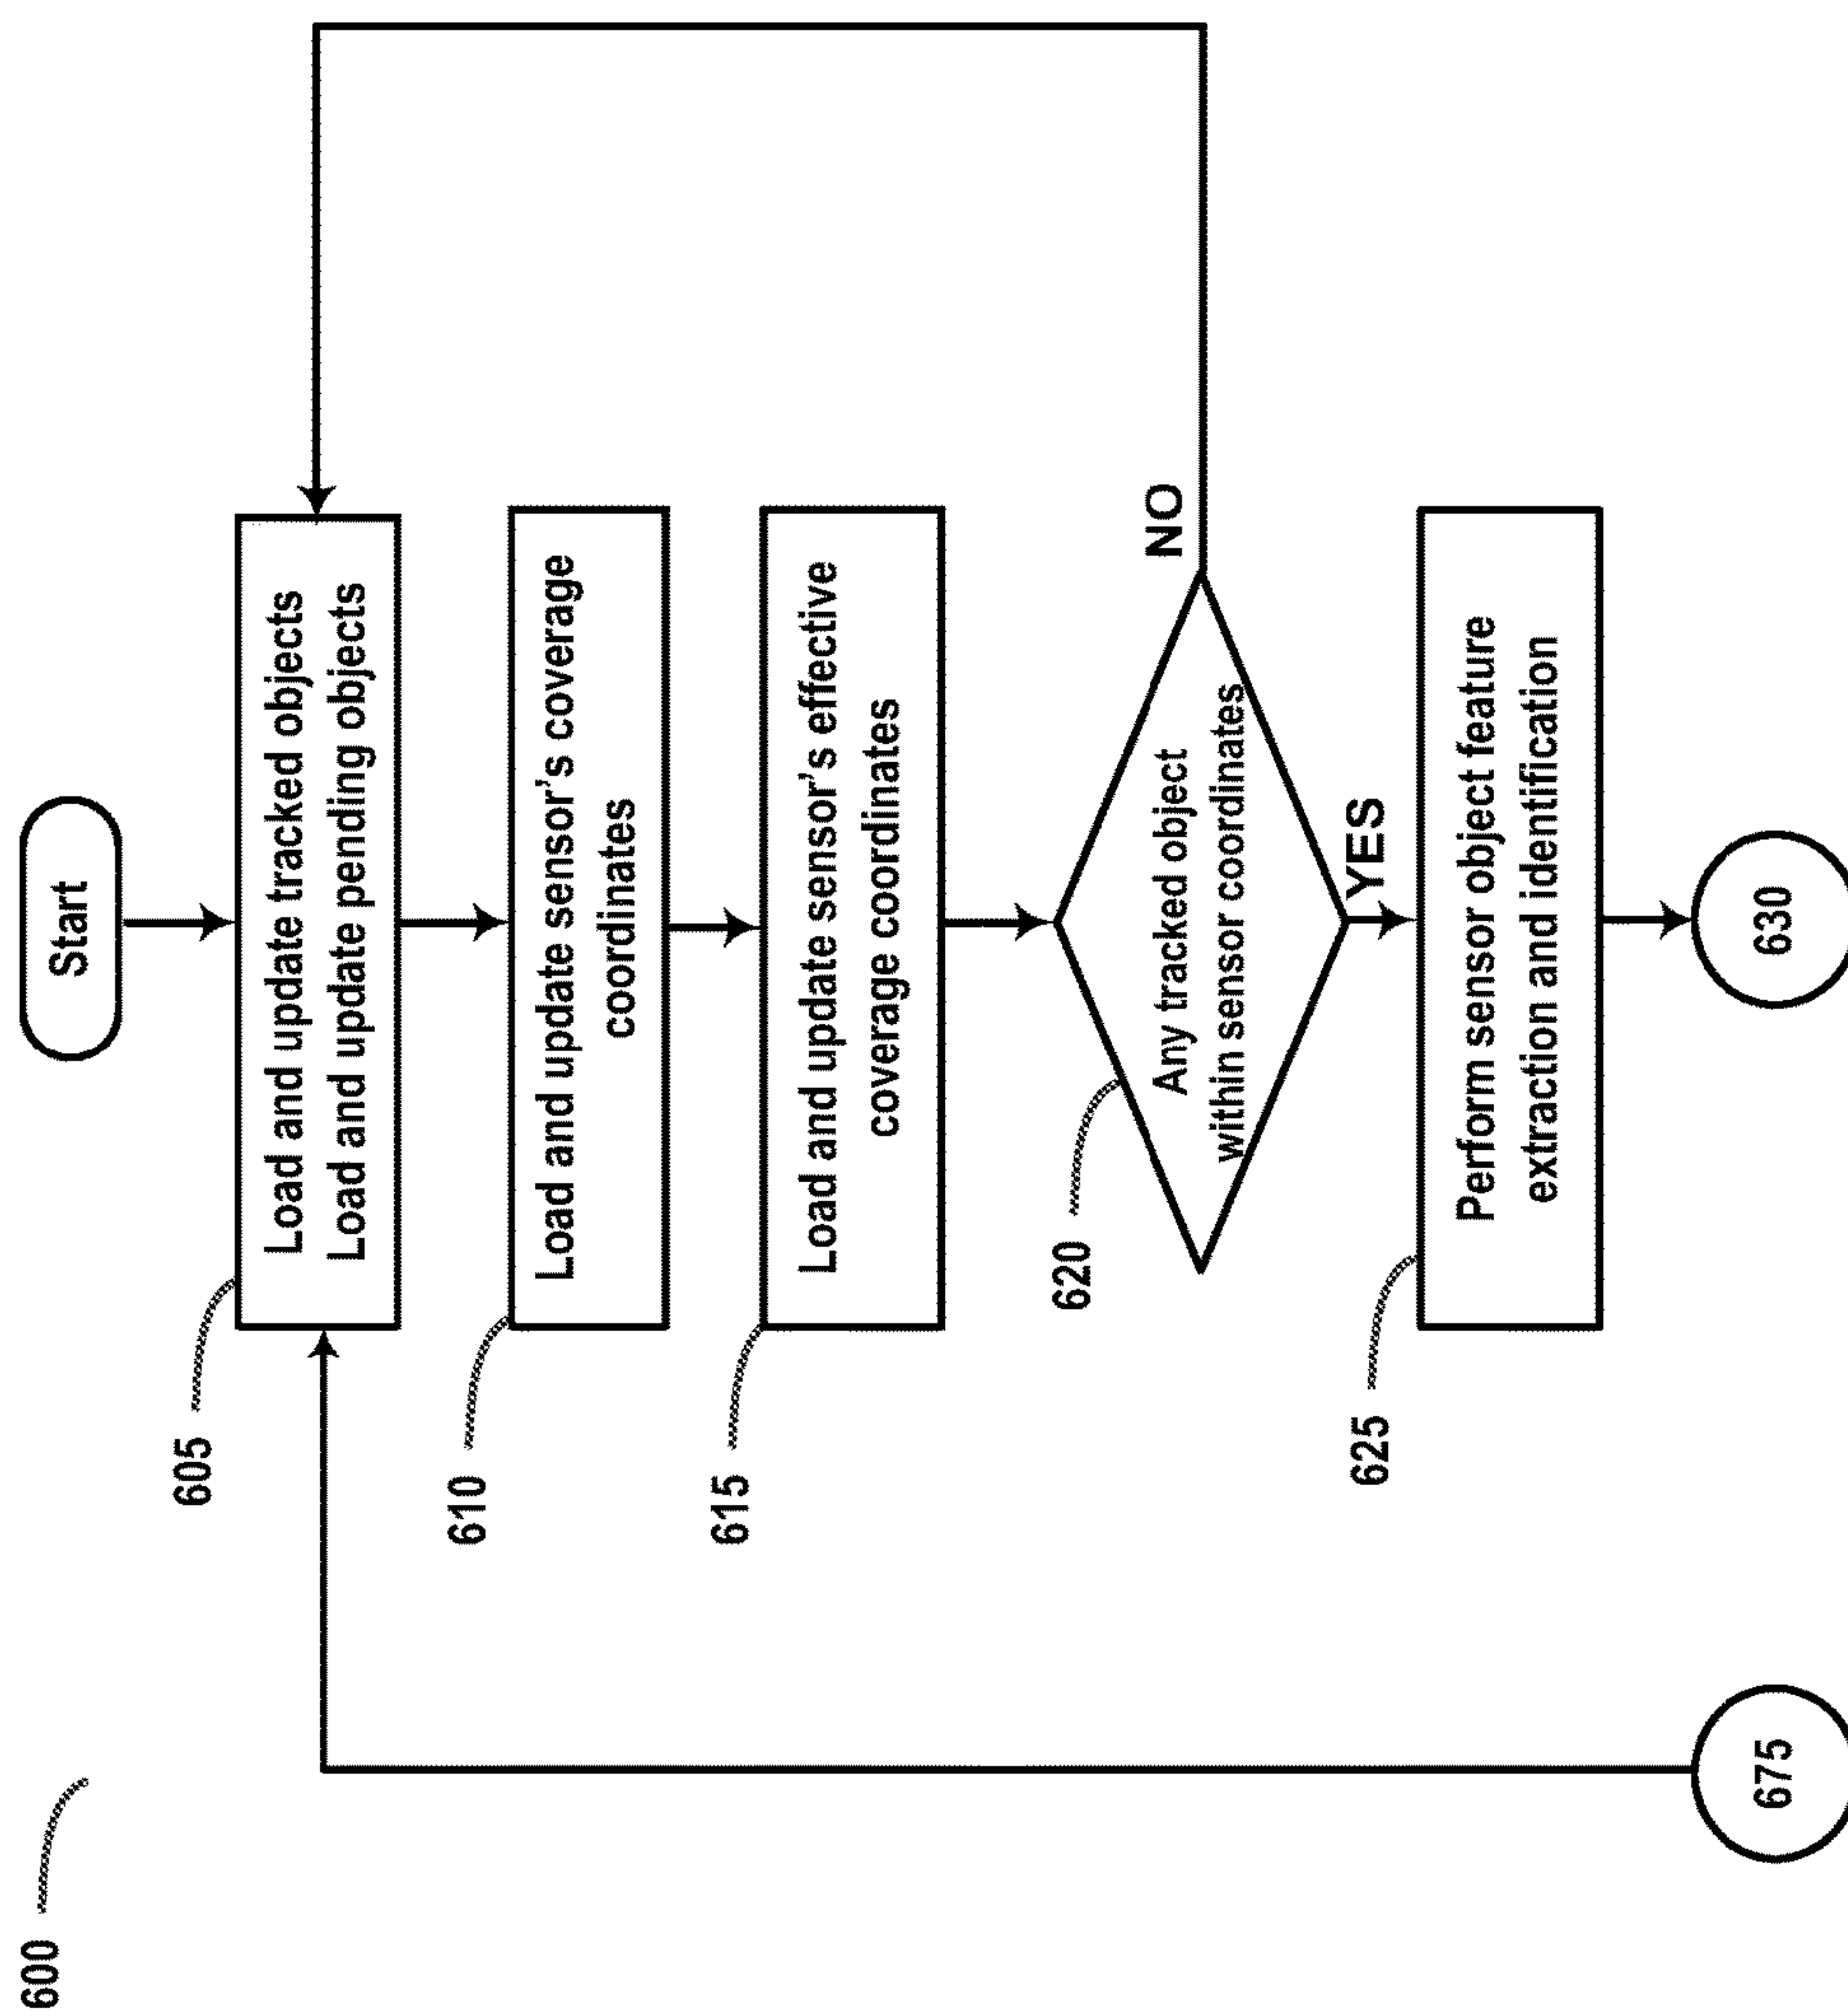 600
Start
605
Load and update tracked objects
Load and update pending objects
610
Load and update sensor's coverage
coordinates
615
Load and update sensor's effective
coverage coordinates
620
Any tracked object
within sensor coordinates
NO
YES
625
Perform sensor object feature
extraction and identification
675
630